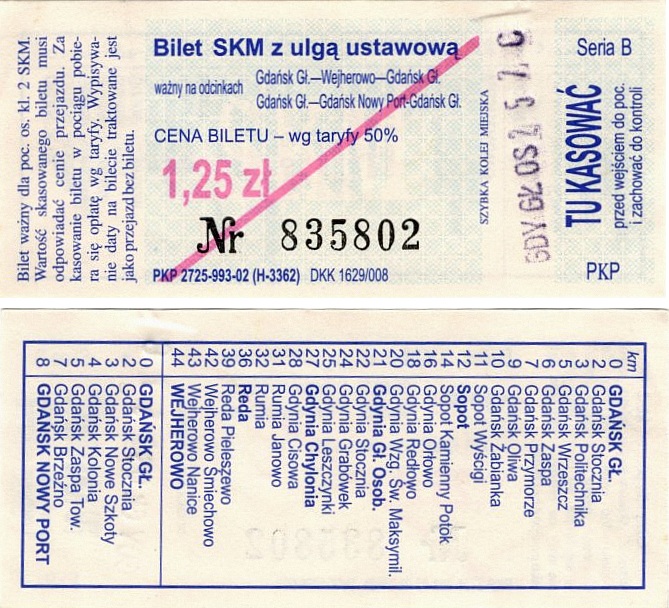 Bilet ważny dla poc. os. kl. 2 SKM.
Wartość skasowanego biletu musi
odpowiadać cenie przejazdu. Za
kasowanie biletu w pociągu pobie-
ra się opłatę wg taryfy. Wypisywa-
nie daty na bilecie traktowane jest
jako przejazd bez biletu.
Bilet SKM z ulgą ustawową
ważny na odcinkach
Gdańsk Gł.—Wejherowo—Gdańsk Gł.
Gdańsk Gł.—Gdańsk Nowy Port-Gdańsk Gł.
CENA BILETU – wg taryfy 50%
1,25 zł
Nr 835802
PKP 2725-993-02 (H-3362) DKK 1629/008
SZYBKA KOLEJ MIEJSKA
GDY GŁOS
Seria B
TU KASOWAĆ
przed wejściem do poc.
i zachować do kontroli
PKP
km
0 GDAŃSK GŁ.
2 Gdańsk Stocznia
3 Gdańsk Politechnika
5 Gdańsk Wrzeszcz
6 Gdańsk Zaspa
7 Gdańsk Przymorze
9 Gdańsk Oliwa
10 Gdańsk Żabianka
11 Sopot Wyścigi
12 Sopot
14 Sopot Kamienny Potok
16 Gdynia Orłowo
18 Gdynia Redłowo
20 Gdynia Wzg. Św. Maksymil.
21 Gdynia Gł. Osob.
22 Gdynia Stocznia
24 Gdynia Grabówek
25 Gdynia Leszczynki
27 Gdynia Chylonia
28 Gdynia Cisowa
31 Rumia Janowo
32 Rumia
36 Reda
39 Reda Pieleszewo
42 Wejherowo Śmiechowo
43 Wejherowo Nanice
44 WEJHEROWO
0 GDAŃSK GŁ.
2 Gdańsk Stocznia
3 Gdańsk Nowe Szkoty
4 Gdańsk Kolonia
5 Gdańsk Zaspa Tow.
7 Gdańsk Brzeźno
8 GDAŃSK NOWY PORT